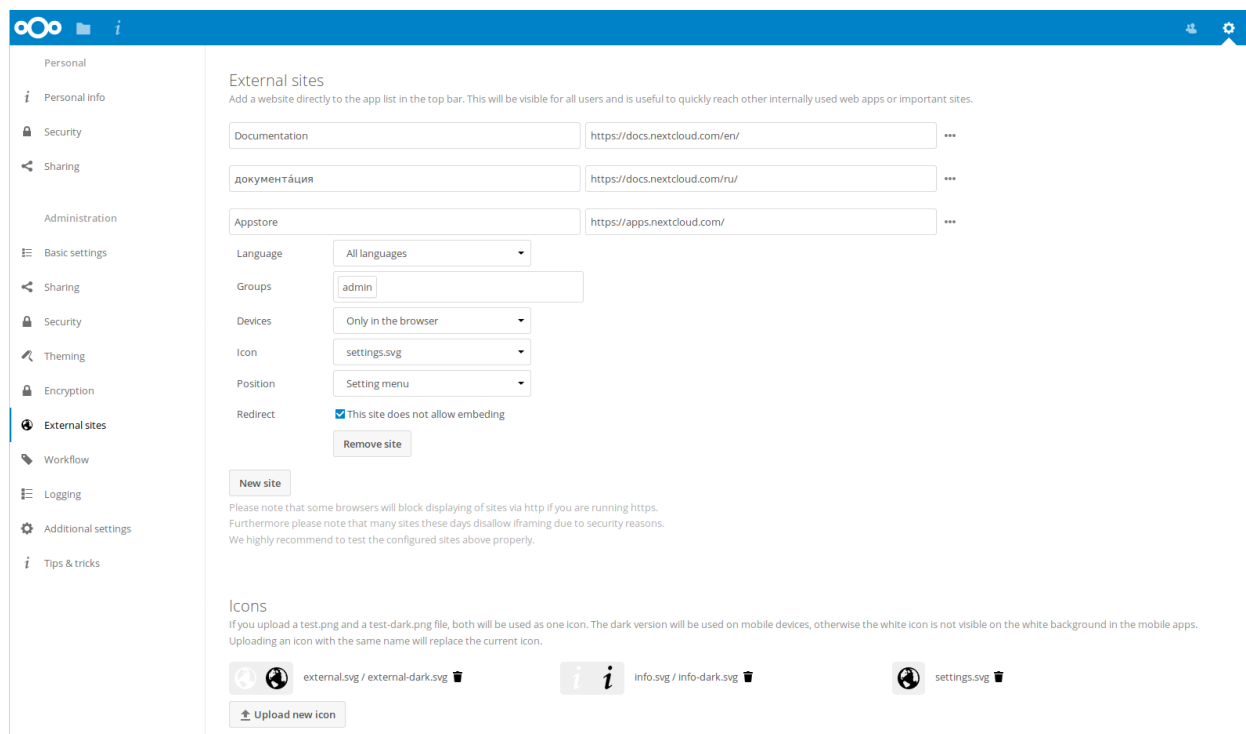 Personal
Personal info
Security
Sharing
Administration
Basic settings
Sharing
Security
Theming
Encryption
External sites
Workflow
Logging
Additional settings
Tips & tricks
External sites
Add a website directly to the app list in the top bar. This will be visible for all users and is useful to quickly reach other internally used web apps or important sites.
Documentation https://docs.nextcloud.com/en/
документа́ция https://docs.nextcloud.com/ru/
Appstore https://apps.nextcloud.com/
Language All languages
Groups admin
Devices Only in the browser
Icon settings.svg
Position Setting menu
Redirect This site does not allow embeding
Remove site
New site
Please note that some browsers will block displaying of sites via http if you are running https.
Furthermore please note that many sites these days disallow iframing due to security reasons.
We highly recommend to test the configured sites above properly.
Icons
If you upload a test.png and a test-dark.png file, both will be used as one icon. The dark version will be used on mobile devices, otherwise the white icon is not visible on the white background in the mobile apps.
Uploading an icon with the same name will replace the current icon.
external.svg / external-dark.svg info.svg / info-dark.svg settings.svg
Upload new icon